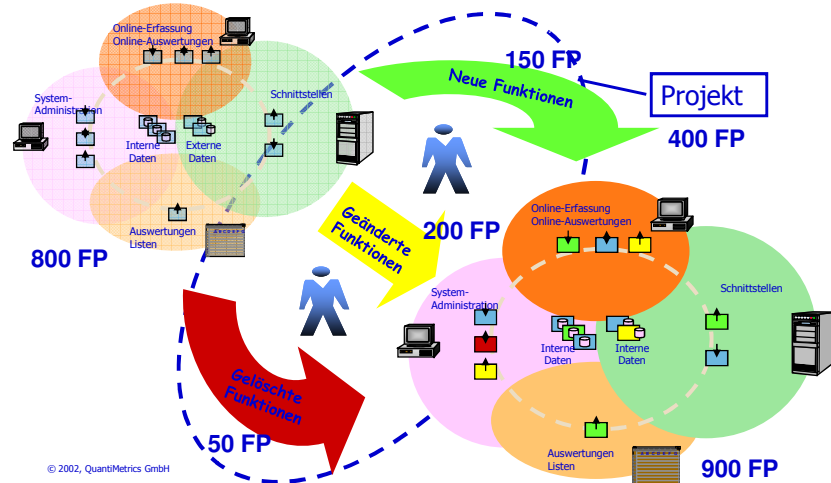 Online-Erfassung
Online-Auswertungen
System-
Administration
Schnittstellen
Interne
Daten
Externe
Daten
Auswertungen
Listen
800 FP
150 FP
Neue Funktionen
Projekt
400 FP
Geänderte
Funktionen
200 FP
Gelöschte
Funktionen
50 FP
Online-Erfassung
Online-Auswertungen
System-
Administration
Schnittstellen
Interne
Daten
Interne
Daten
Auswertungen
Listen
900 FP
© 2002, QuantiMetrics GmbH